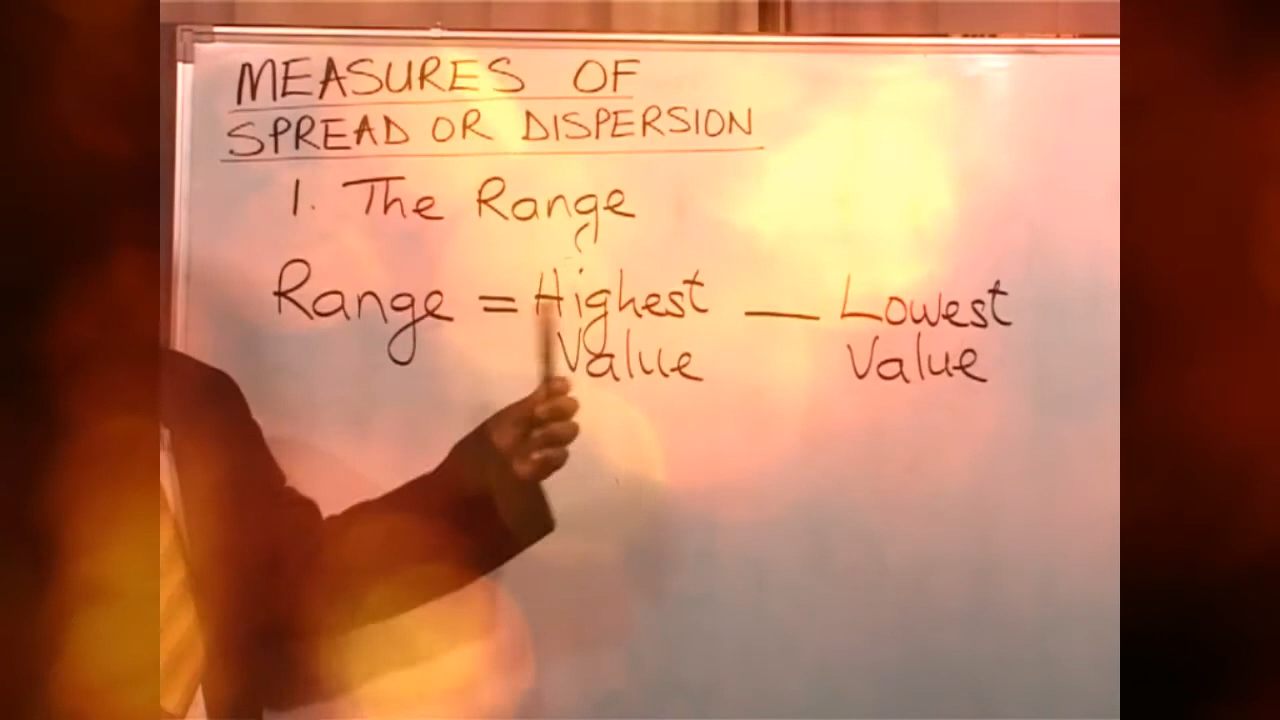 MEASURES OF
SPREAD OR DISPERSION
1. The Range
Range = Highest Value — Lowest Value